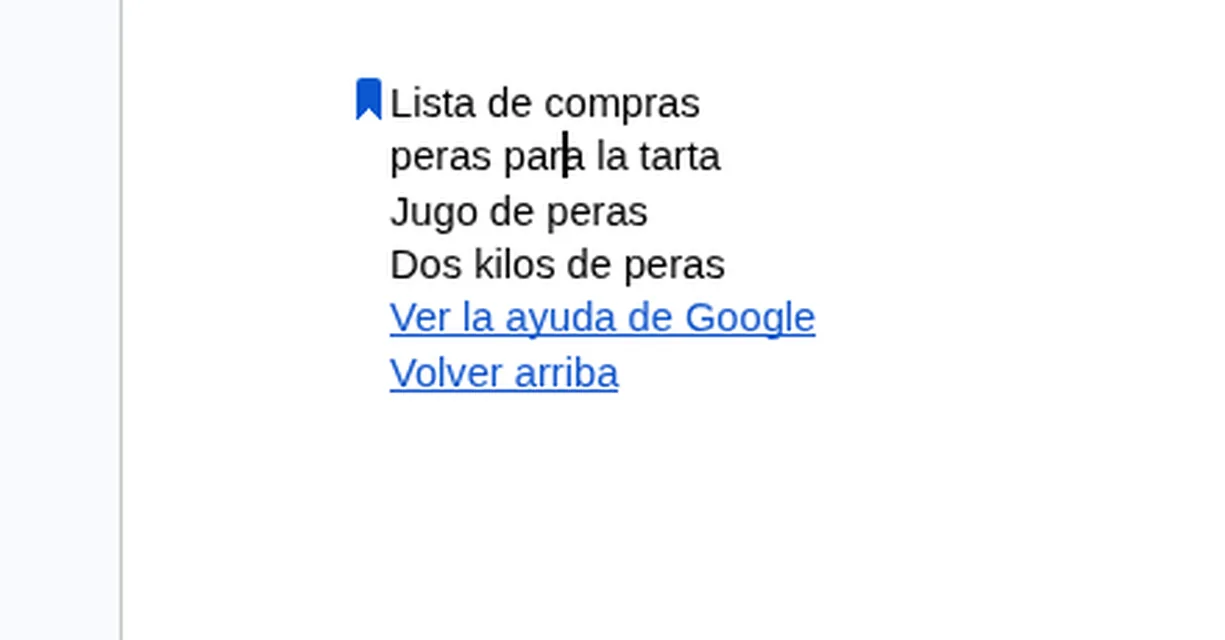 Lista de compras
peras para la tarta
Jugo de peras
Dos kilos de peras
Ver la ayuda de Google
Volver arriba